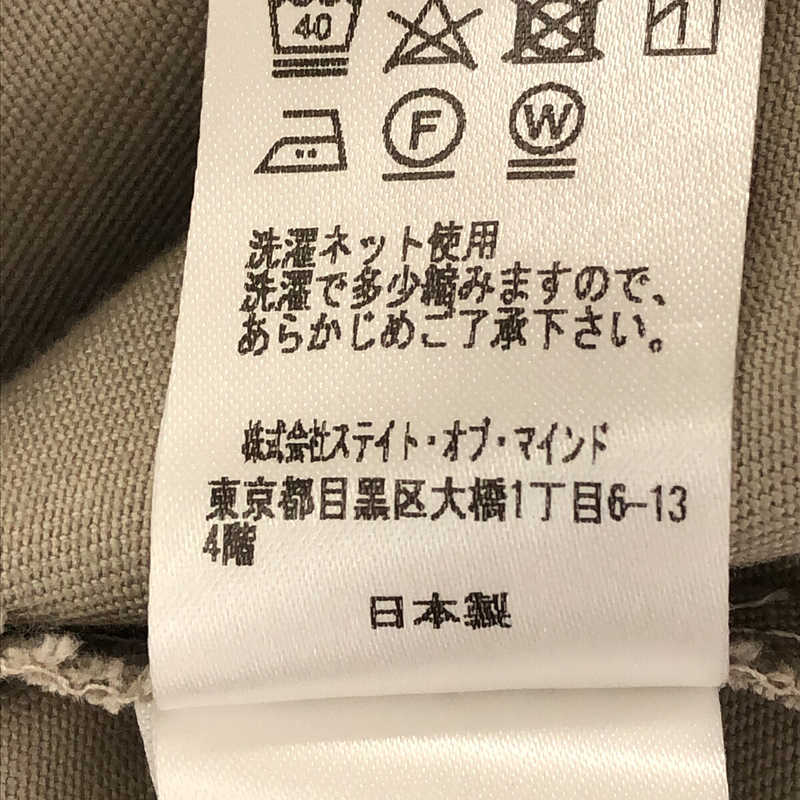 40
F W
洗濯ネット使用
洗濯で多少縮みますので、
あらかじめご了承下さい。
株式会社ステイト・オブ・マインド
東京都目黒区大橋1丁目6-13
4階
日本製